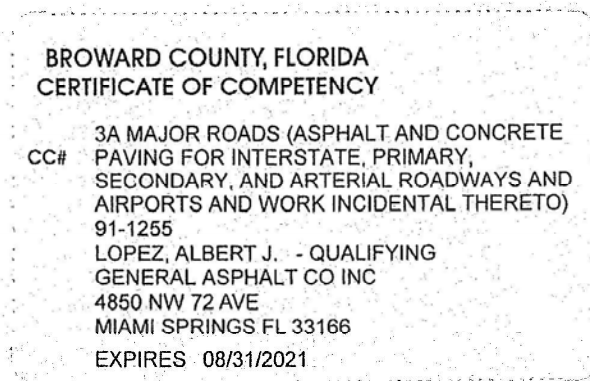 BROWARD COUNTY, FLORIDA
CERTIFICATE OF COMPETENCY
3A MAJOR ROADS (ASPHALT AND CONCRETE
CC# PAVING FOR INTERSTATE, PRIMARY,
SECONDARY, AND ARTERIAL ROADWAYS AND
AIRPORTS AND WORK INCIDENTAL THERETO)
91-1255
LOPEZ, ALBERT J. - QUALIFYING
GENERAL ASPHALT CO INC
4850 NW 72 AVE
MIAMI SPRINGS FL 33166
EXPIRES 08/31/2021